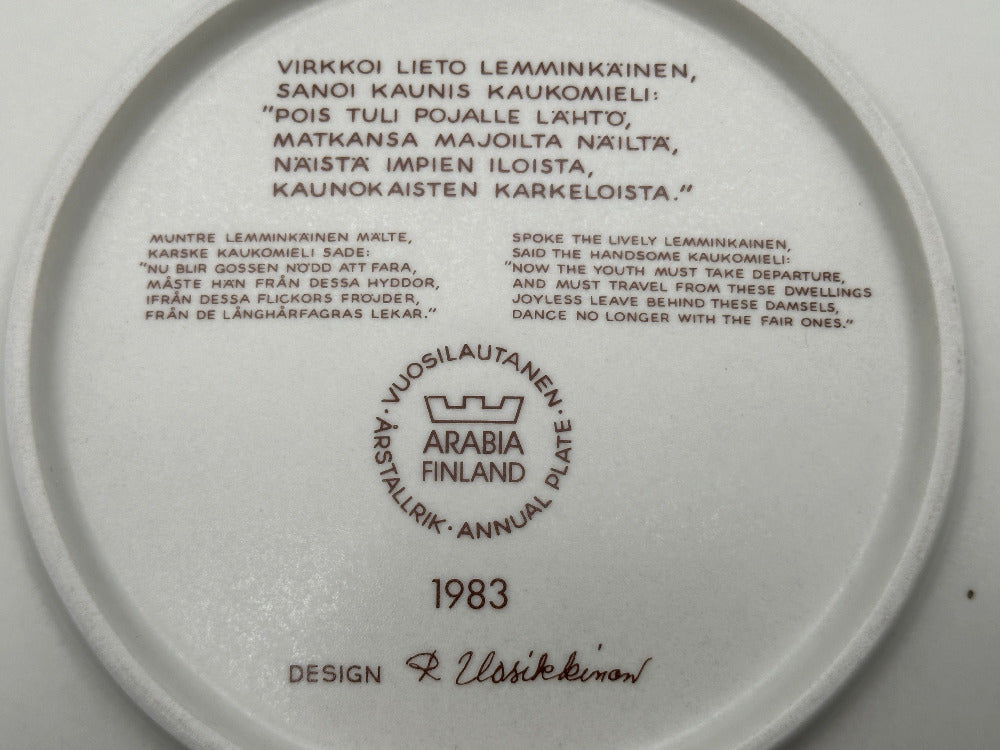 VIRKKOI LIETO LEMMINKÄINEN,
SANOI KAUNIS KAUKOMIELI:
"POIS TULI POJALLE LÄHTÖ,
MATKANSA MAJOILTA NÄILTÄ,
NÄISTÄ IMPIEN ILOISTA,
KAUNOKAISTEN KARKELOISTA."
MUNTRE LEMMINKÄINEN MÄLTE,
KARSKE KAUKOMIELI SADE:
"NU BLIR GOSSEN NÖDD ATT FARA,
MÅSTE HÄN FRÅN DESSA HYDDOR,
IFRÅN DESSA FLICKORS FRÖJDER,
FRÅN DE LÅNGHÅRFAGRAS LEKAR."
SPOKE THE LIVELY LEMMINKAINEN,
SAID THE HANDSOME KAUKOMIELI:
"NOW THE YOUTH MUST TAKE DEPARTURE,
AND MUST TRAVEL FROM THESE DWELLINGS
JOYLESS LEAVE BEHIND THESE DAMSELS,
DANCE NO LONGER WITH THE FAIR ONES."
VUOSILAUTANEN · ANNUAL PLATE · ÅRSTALLRIK ·
ARABIA
FINLAND
1983
DESIGN R Uosikkinen